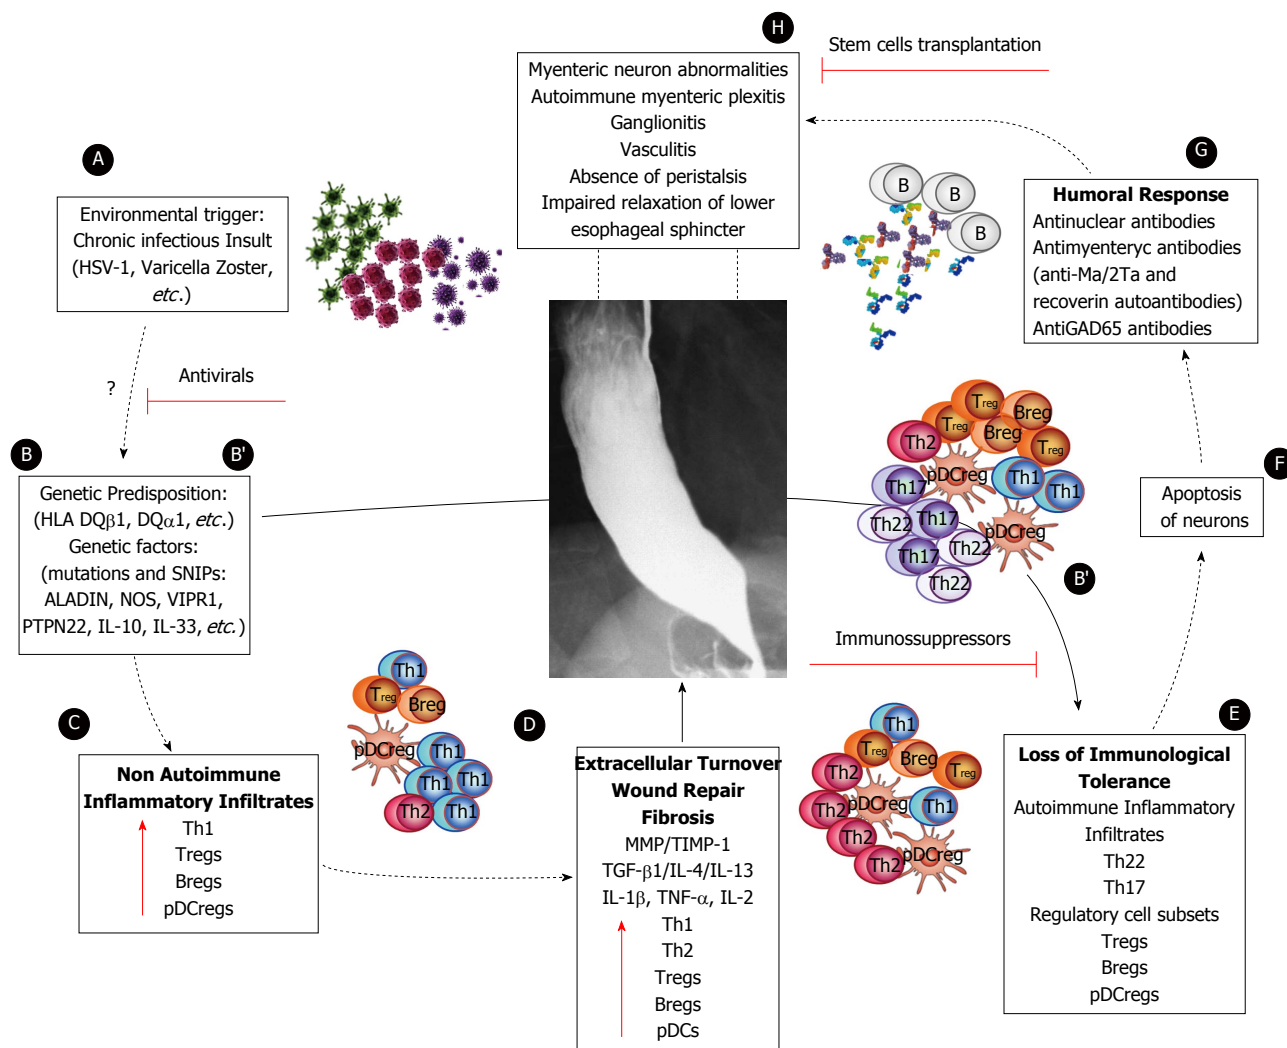 H
Stem cells transplantation
Myenteric neuron abnormalities
Autoimmune myenteric plexitis
Ganglionitis
Vasculitis
Absence of peristalsis
Impaired relaxation of lower
esophageal sphincter
A
Environmental trigger:
Chronic infectious Insult
(HSV-1, Varicella Zoster,
etc.)
G
Humoral Response
Antinuclear antibodies
Antimyenteryc antibodies
(anti-Ma/2Ta and
recoverin autoantibodies)
AntiGAD65 antibodies
B
B
B
?
Antivirals
B
B'
Genetic Predisposition:
(HLA DQβ1, DQα1, etc.)
Genetic factors:
(mutations and SNIPs:
ALADIN, NOS, VIPR1,
PTPN22, IL-10, IL-33, etc.)
Treg
Breg
Treg
Breg
Treg
Th2
pDCreg
Th1
Th1
Th17
Th17
Th22
pDCreg
Th17
Th22
Th22
B'
F
Apoptosis
of neurons
Immunossuppressors
C
Non Autoimmune
Inflammatory Infiltrates
Th1
Tregs
Bregs
pDCregs
Th1
Treg
Breg
pDCreg
Th1
Th1
Th1
Th2
Th1
D
Extracellular Turnover
Wound Repair
Fibrosis
MMP/TIMP-1
TGF-β1/IL-4/IL-13
IL-1β, TNF-α, IL-2
Th1
Th2
Tregs
Bregs
pDCs
Th1
Treg
Breg
Treg
Th2
pDCreg
Th1
Th2
Th2
pDCreg
Th2
E
Loss of Immunological
Tolerance
Autoimmune Inflammatory
Infiltrates
Th22
Th17
Regulatory cell subsets
Tregs
Bregs
pDCregs